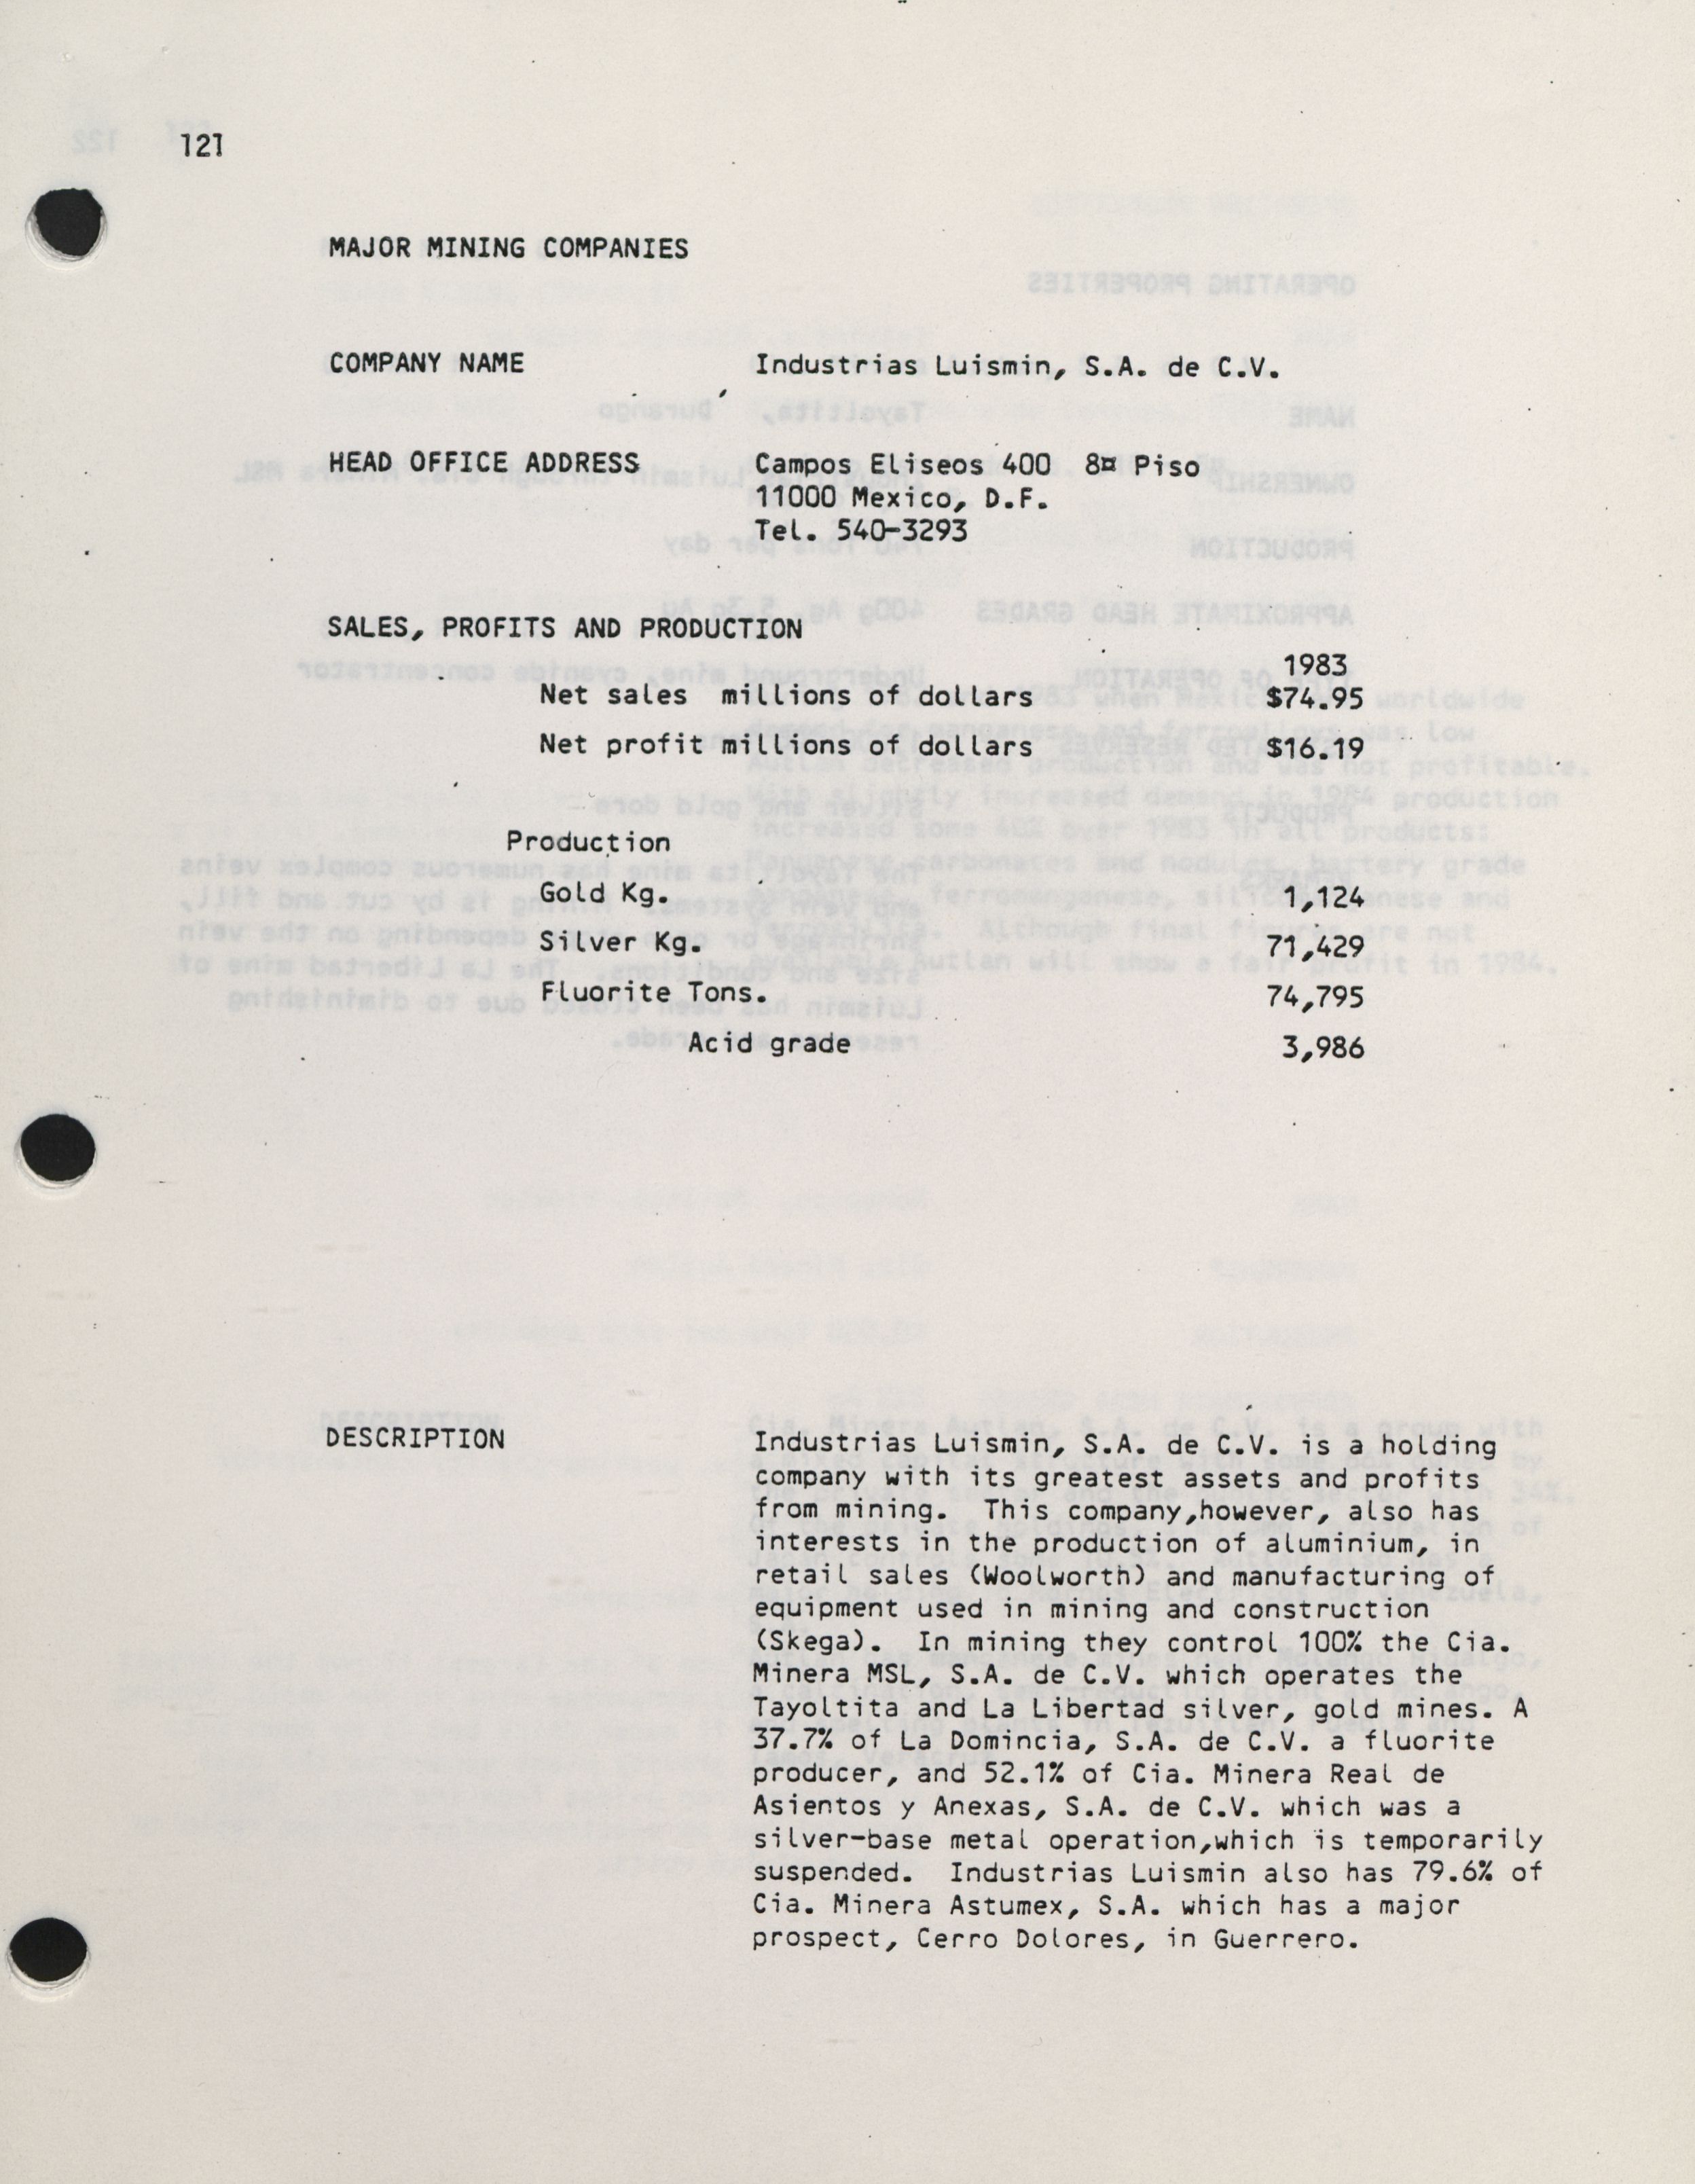 121
MAJOR MINING COMPANIES
COMPANY NAME Industrias Luismin, S.A. de C.V.
HEAD OFFICE ADDRESS Campos Eliseos 400 8¤ Piso
11000 Mexico, D.F.
Tel. 540-3293
SALES, PROFITS AND PRODUCTION
1983
Net sales millions of dollars $74.95
Net profit millions of dollars $16.19
Production
Gold Kg. 1,124
Silver Kg. 71,429
Fluorite Tons. 74,795
Acid grade 3,986
DESCRIPTION Industrias Luismin, S.A. de C.V. is a holding
company with its greatest assets and profits
from mining. This company,however, also has
interests in the production of aluminium, in
retail sales (Woolworth) and manufacturing of
equipment used in mining and construction
(Skega). In mining they control 100% the Cia.
Minera MSL, S.A. de C.V. which operates the
Tayoltita and La Libertad silver, gold mines. A
37.7% of La Domincia, S.A. de C.V. a fluorite
producer, and 52.1% of Cia. Minera Real de
Asientos y Anexas, S.A. de C.V. which was a
silver-base metal operation,which is temporarily
suspended. Industrias Luismin also has 79.6% of
Cia. Minera Astumex, S.A. which has a major
prospect, Cerro Dolores, in Guerrero.